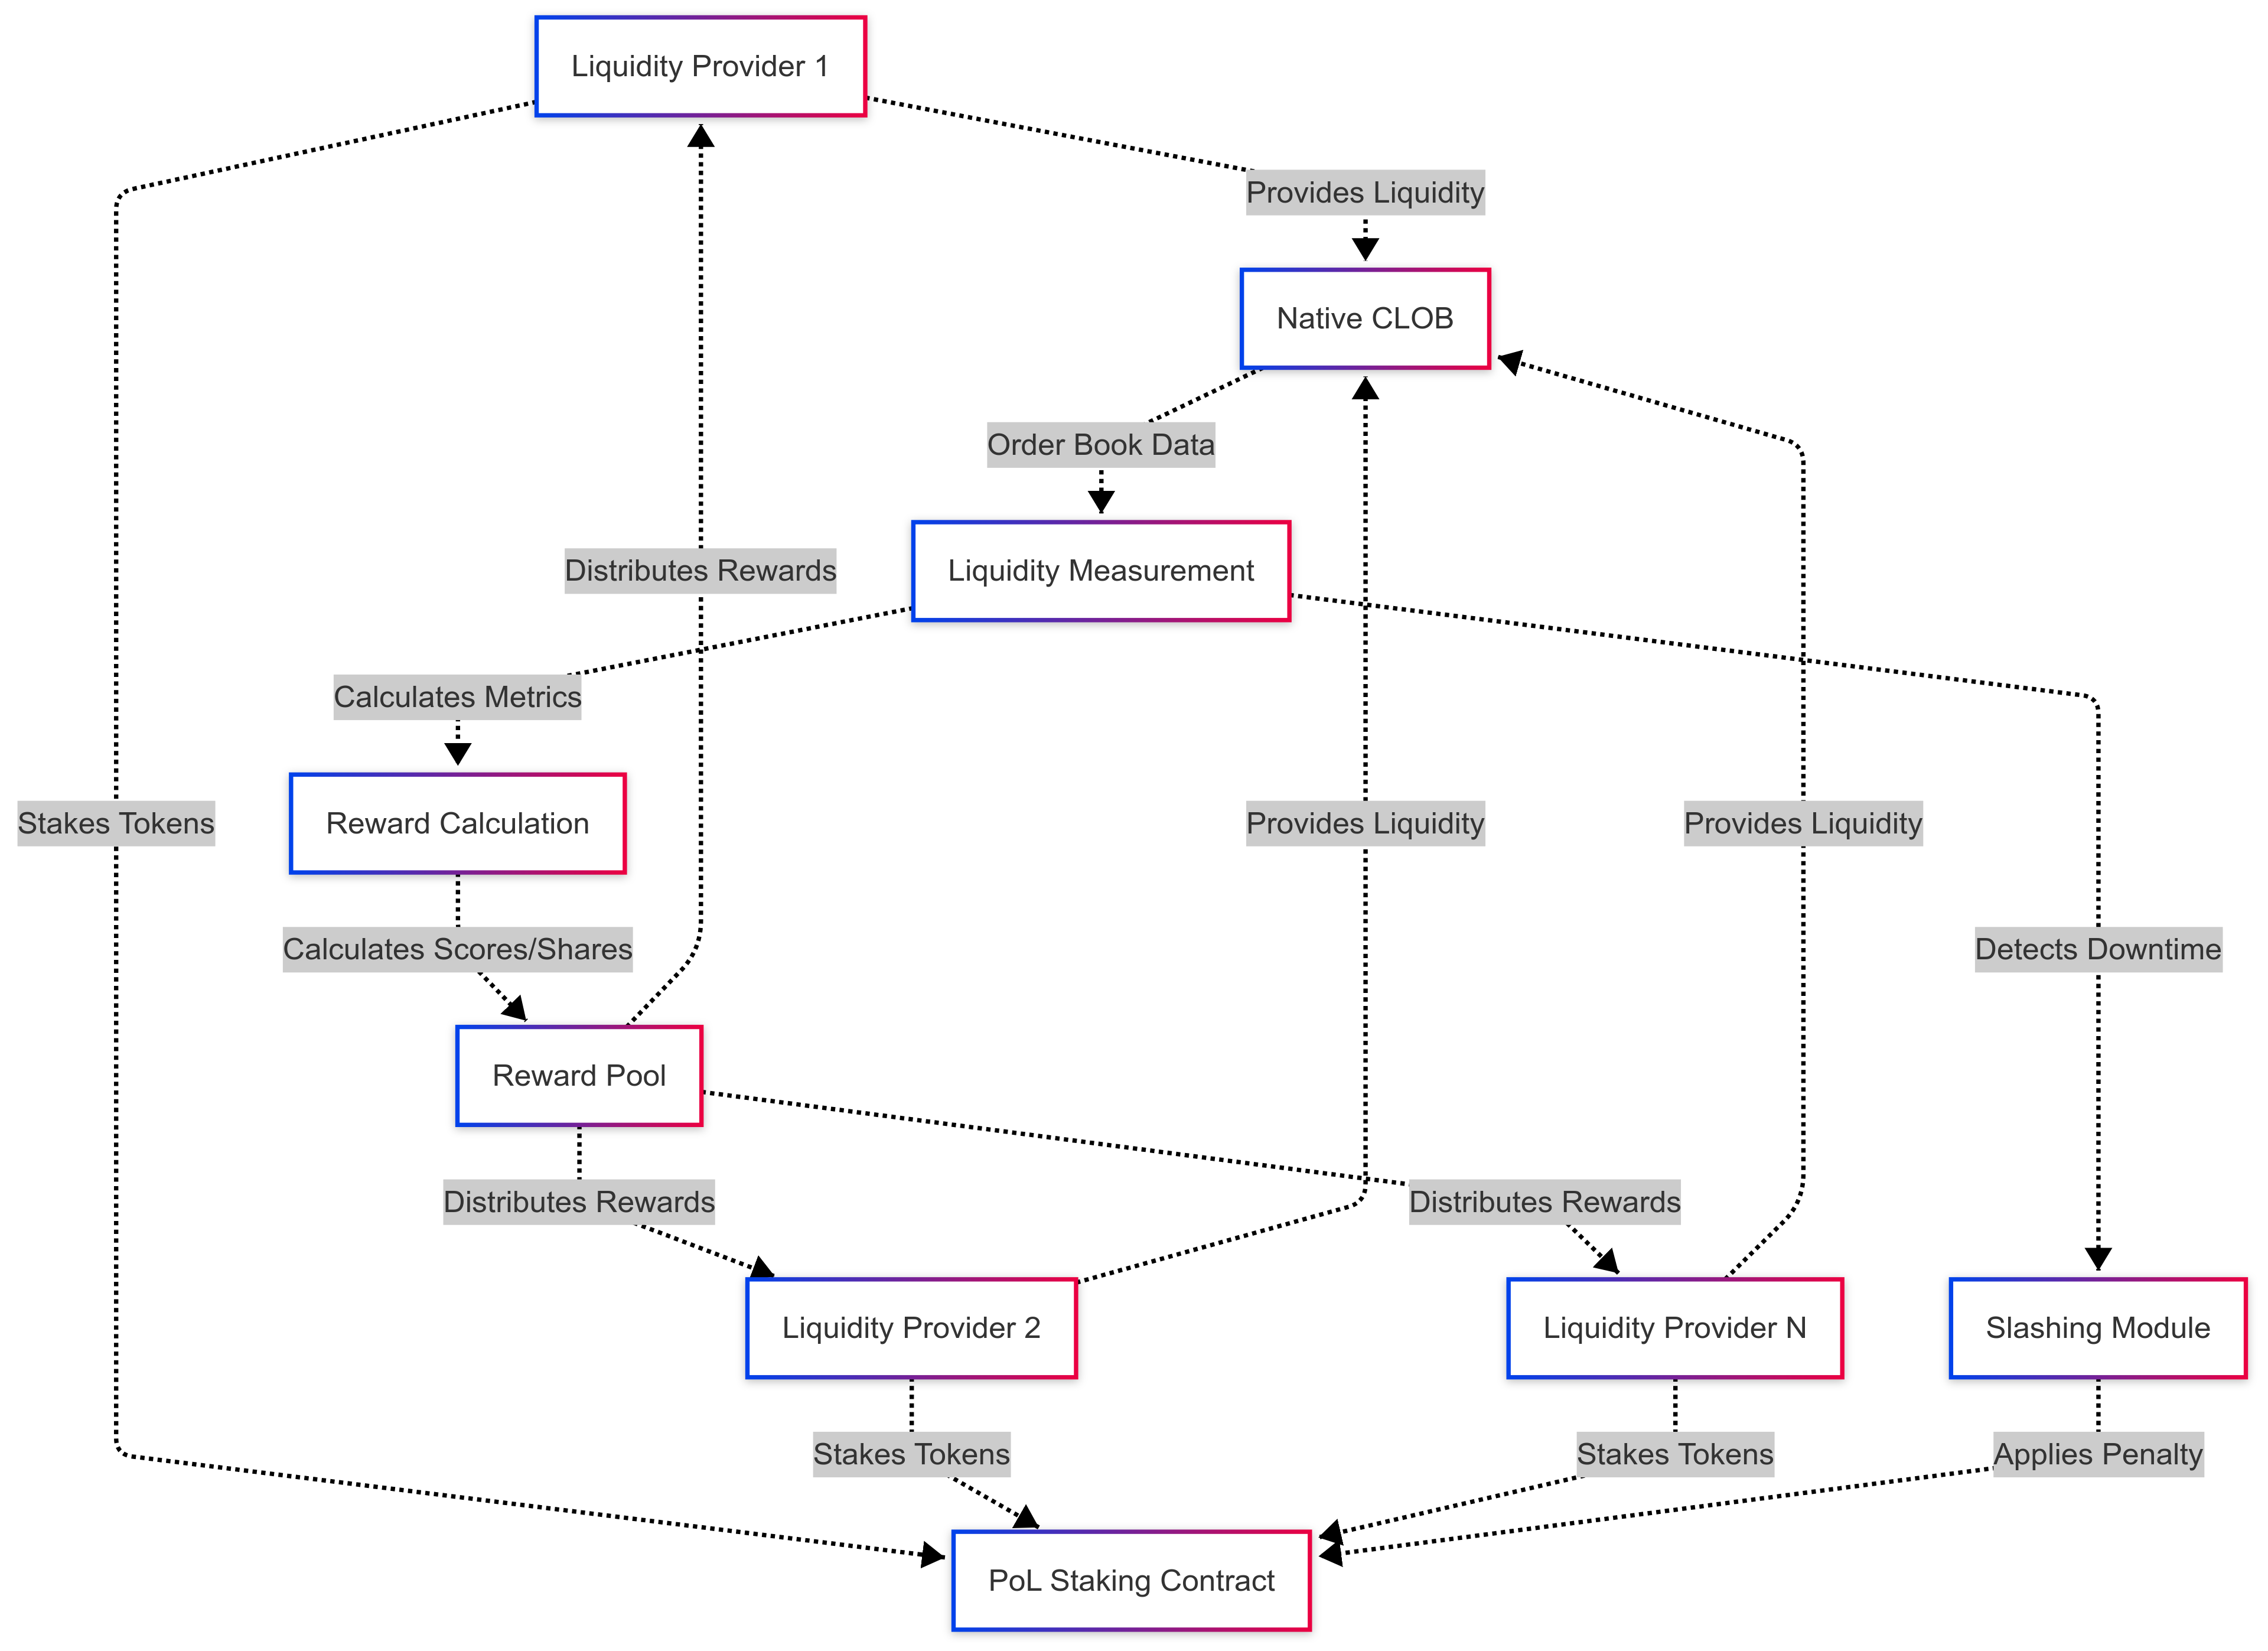 Liquidity Provider 1
Provides Liquidity
Native CLOB
Order Book Data
Distributes Rewards
Liquidity Measurement
Calculates Metrics
Stakes Tokens
Reward Calculation
Provides Liquidity
Provides Liquidity
Calculates Scores/Shares
Detects Downtime
Reward Pool
Distributes Rewards
Distributes Rewards
Liquidity Provider 2
Liquidity Provider N
Slashing Module
Stakes Tokens
Stakes Tokens
Applies Penalty
PoL Staking Contract